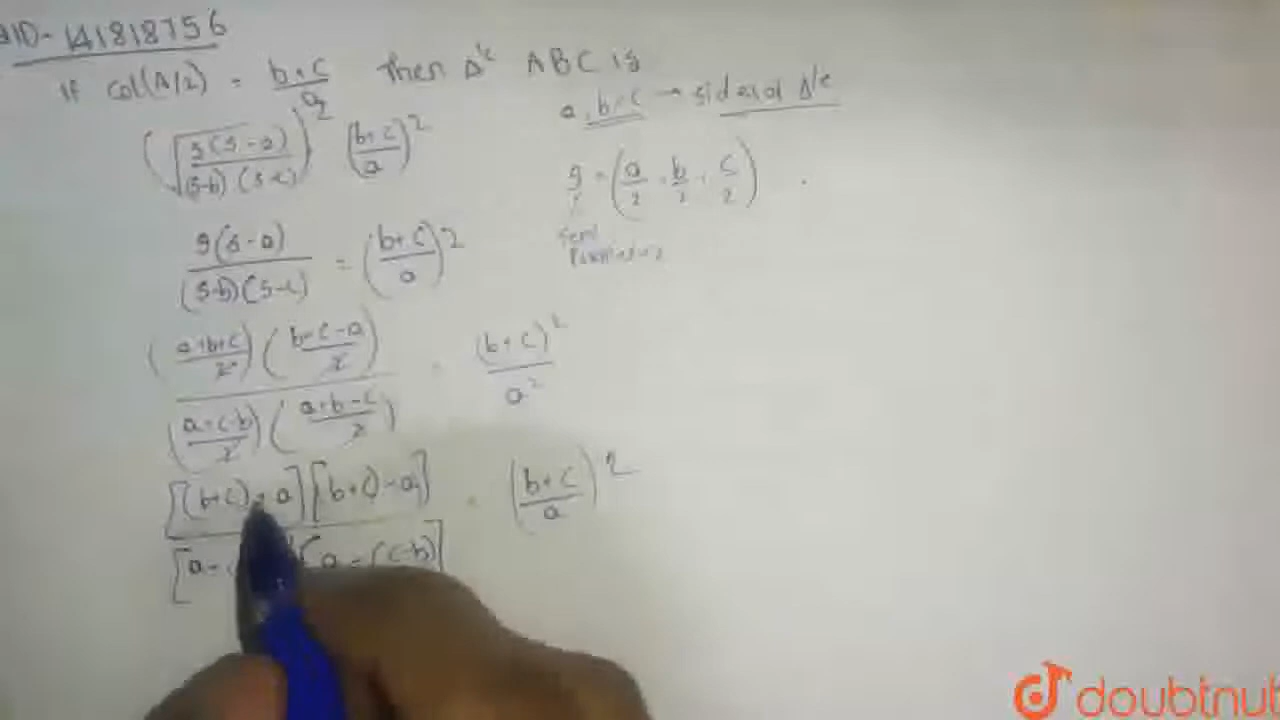 QID- 141818756
If Cot(A/2) = b+c/a Then Δ'le ABC is
a, b, c → sides of Δ'le
(√(s(s-a)/(s-b)(s-c)))² (b+c/a)²
s = (a/2 + b/2 + c/2)
semi
s(s-a)/(s-b)(s-c) = (b+c/a)²
(a+b+c/2)(b+c-a/2)/(a+c-b/2)(a+b-c/2) = (b+c)²/a²
[(b+c)+a][(b+c)-a]/[a- (a-(c-b)] = (b+c/a)²
doubtnut